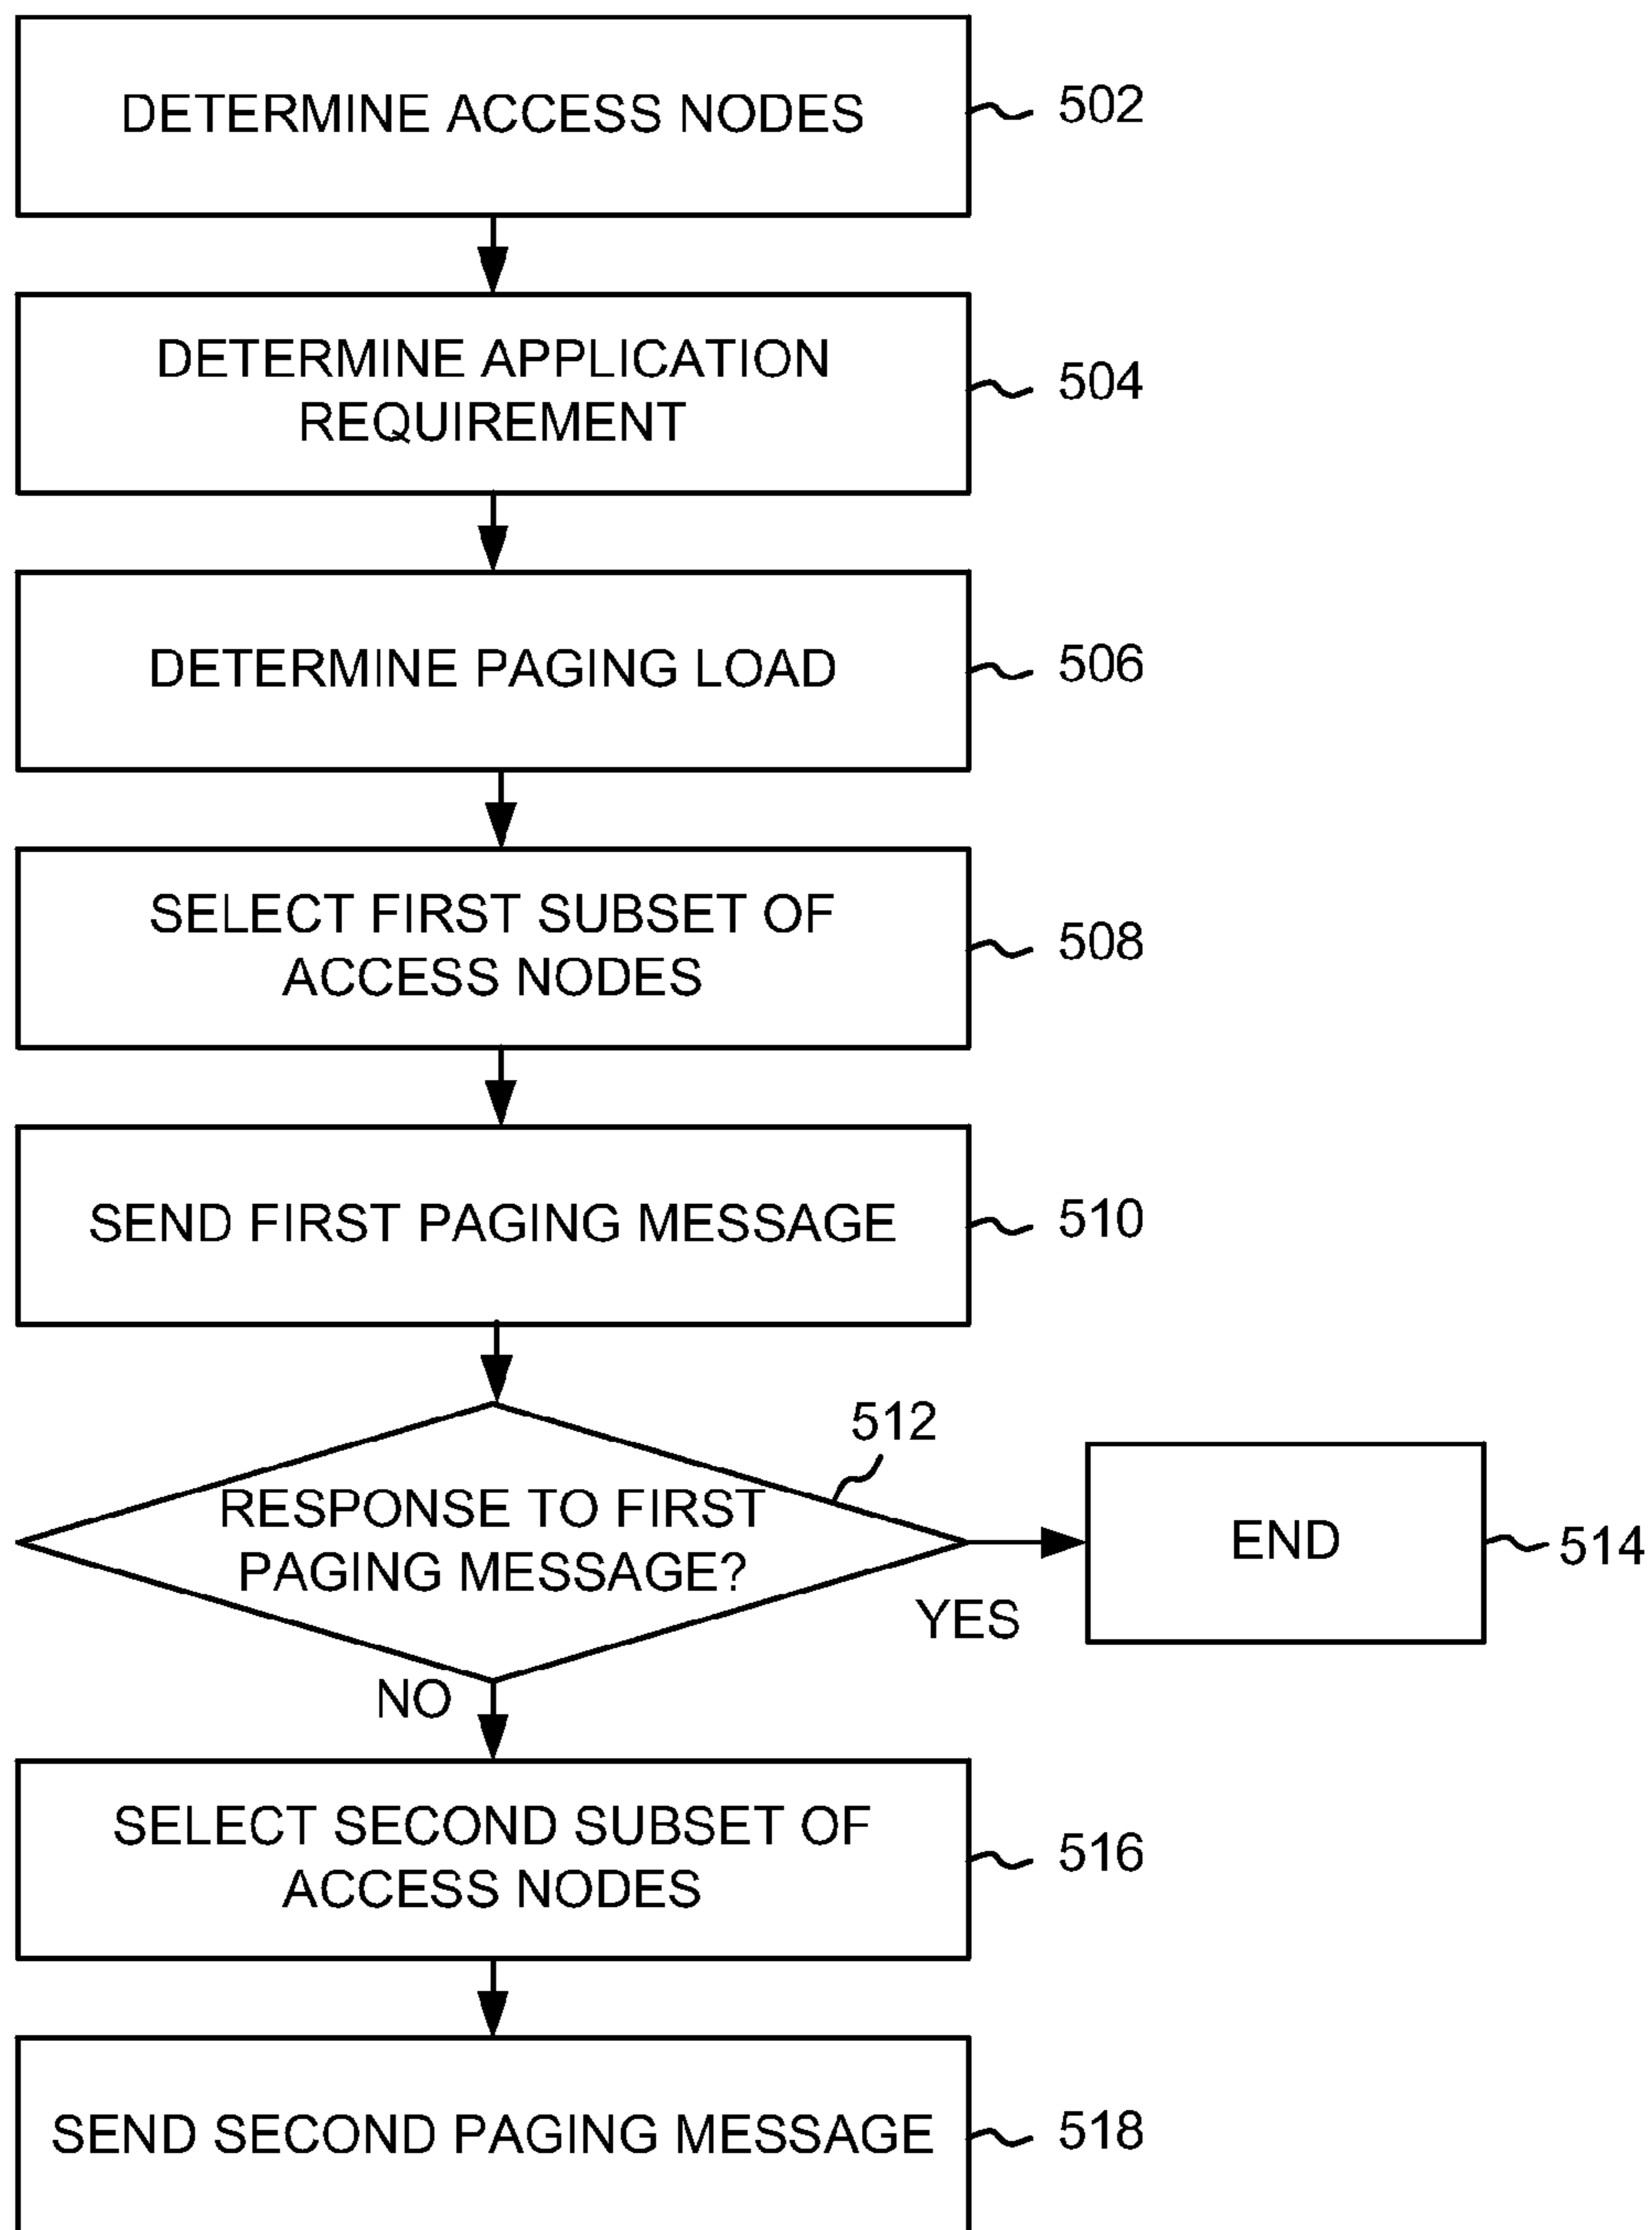 DETERMINE ACCESS NODES
502
DETERMINE APPLICATION
REQUIREMENT
504
DETERMINE PAGING LOAD
506
SELECT FIRST SUBSET OF
ACCESS NODES
508
SEND FIRST PAGING MESSAGE
510
512
RESPONSE TO FIRST
PAGING MESSAGE?
YES
END
514
NO
SELECT SECOND SUBSET OF
ACCESS NODES
516
SEND SECOND PAGING MESSAGE
518